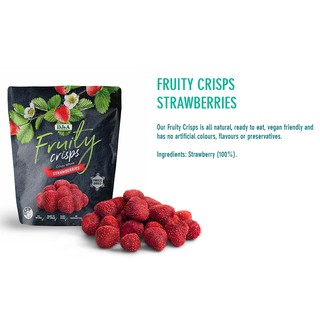 DJ&A
Fruity
crisps
STRAWBERRIES
FRUITY CRISPS
STRAWBERRIES
Our Fruity Crisps is all natural, ready to eat, vegan friendly and
has no artificial colours, flavours or preservatives.
Ingredients: Strawberry (100%).